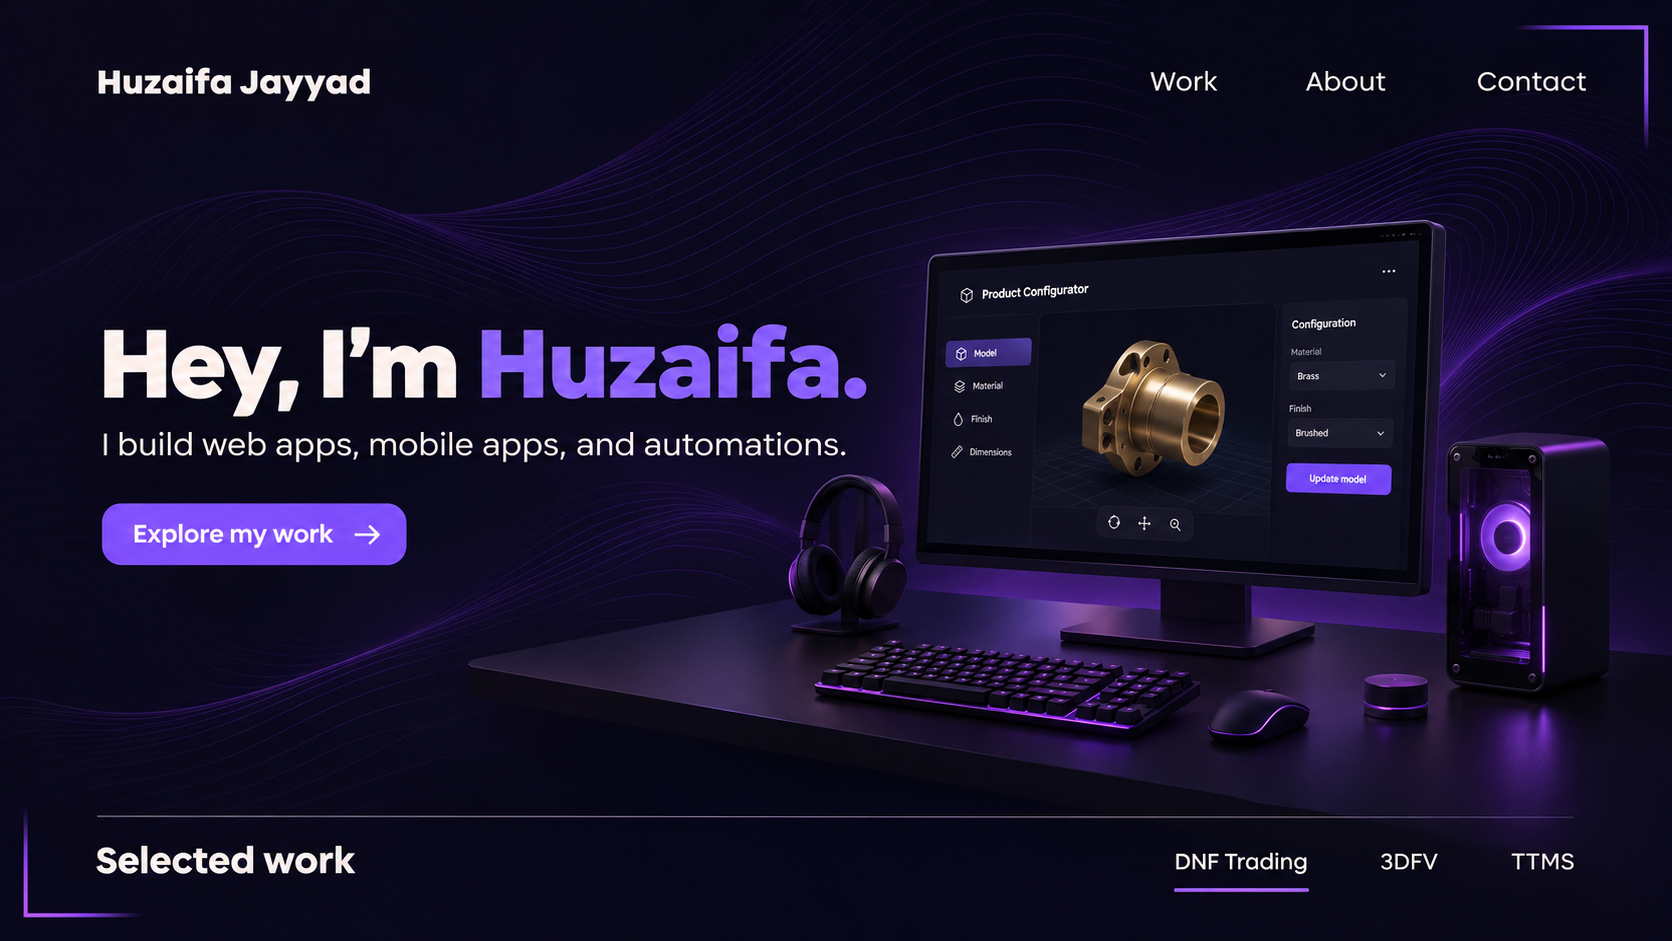 Huzaifa Jayyad
Work
About
Contact
Hey, I’m Huzaifa.
I build web apps, mobile apps, and automations.
Explore my work
Product Configurator
Model
Material
Finish
Dimensions
Configuration
Material
Brass
Finish
Brushed
Update model
Selected work
DNF Trading
3DFV
TTMS